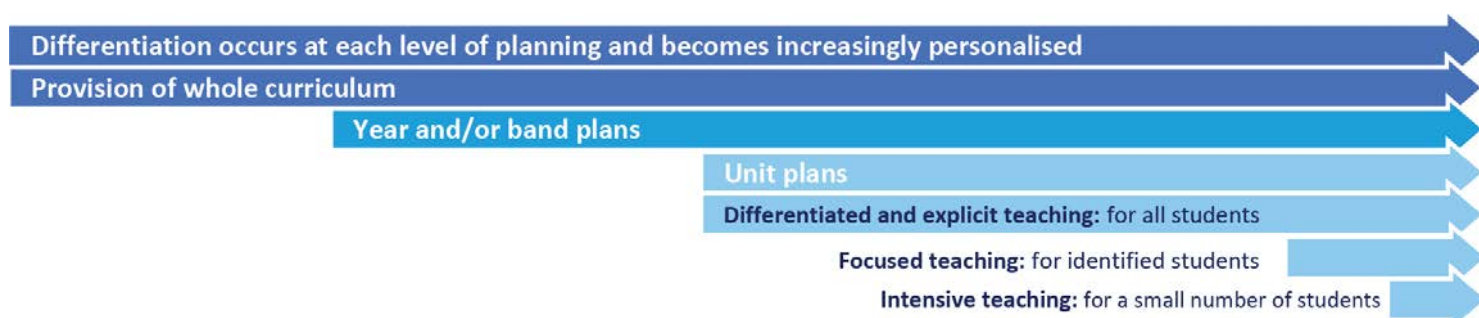 Differentiation occurs at each level of planning and becomes increasingly personalised
Provision of whole curriculum
Year and/or band plans
Unit plans
Differentiated and explicit teaching: for all students
Focused teaching: for identified students
Intensive teaching: for a small number of students